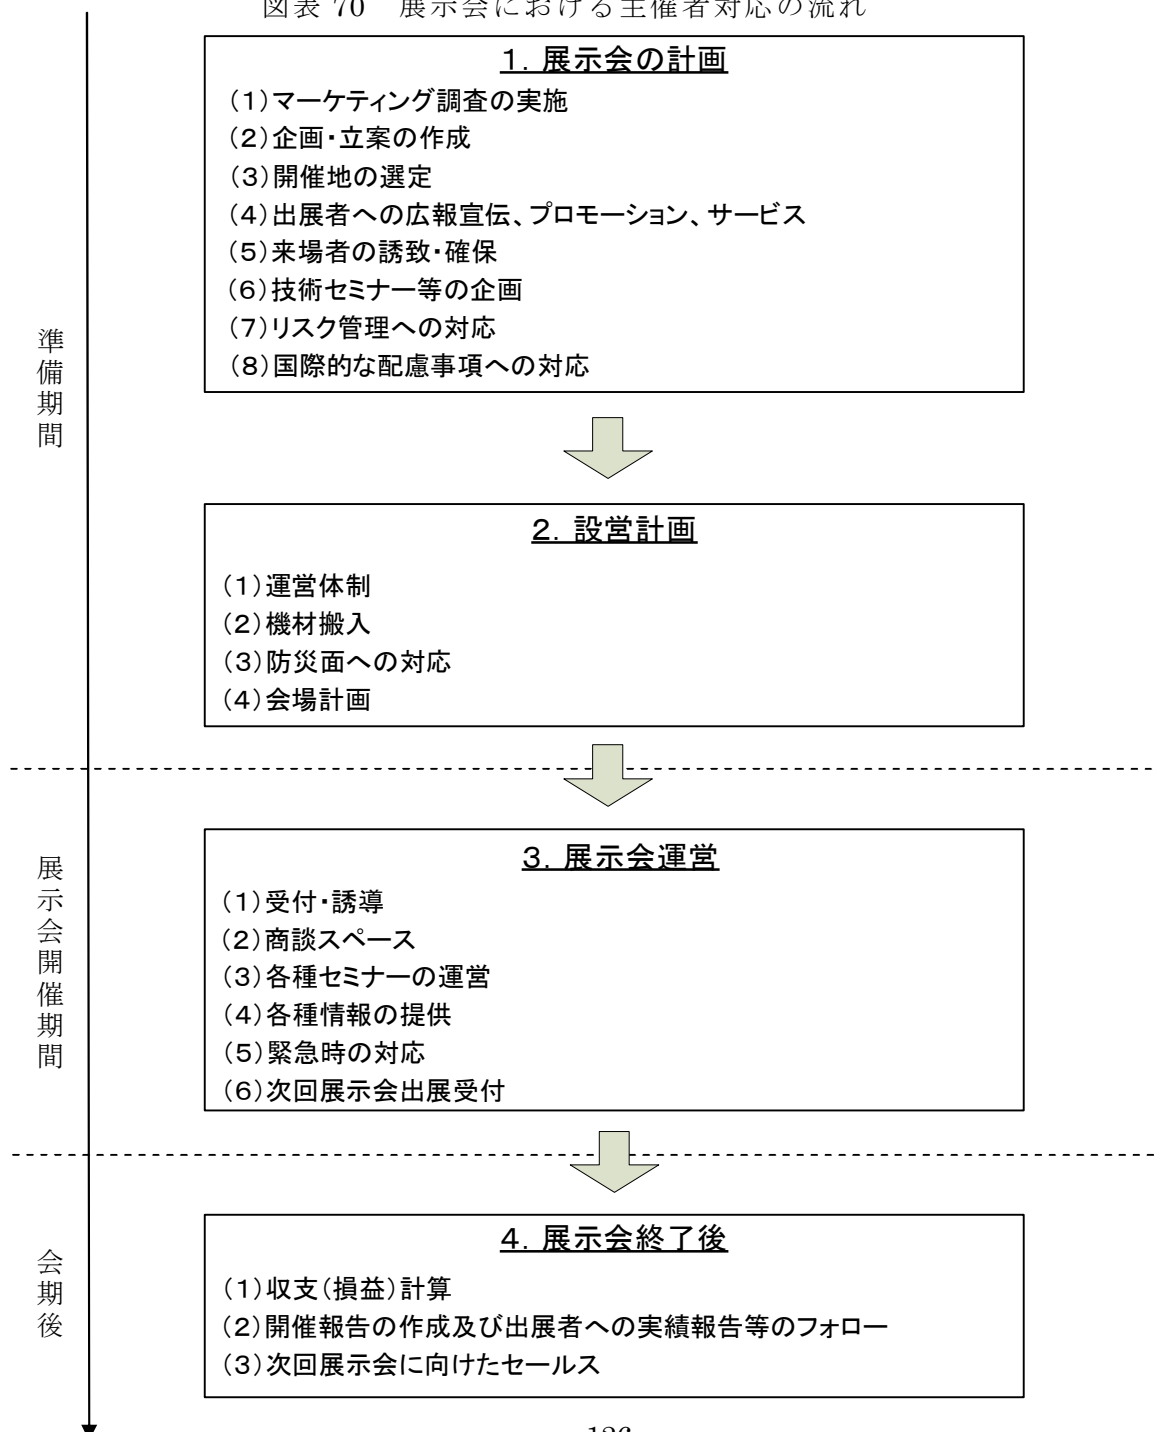 図表 70 展示会における主催者対応の流れ
準備期間
1. 展示会の計画
(1)マーケティング調査の実施
(2)企画・立案の作成
(3)開催地の選定
(4)出展者への広報宣伝、プロモーション、サービス
(5)来場者の誘致・確保
(6)技術セミナー等の企画
(7)リスク管理への対応
(8)国際的な配慮事項への対応
2. 設営計画
(1)運営体制
(2)機材搬入
(3)防災面への対応
(4)会場計画
展示会開催期間
3. 展示会運営
(1)受付・誘導
(2)商談スペース
(3)各種セミナーの運営
(4)各種情報の提供
(5)緊急時の対応
(6)次回展示会出展受付
会期後
4. 展示会終了後
(1)収支(損益)計算
(2)開催報告の作成及び出展者への実績報告等のフォロー
(3)次回展示会に向けたセールス